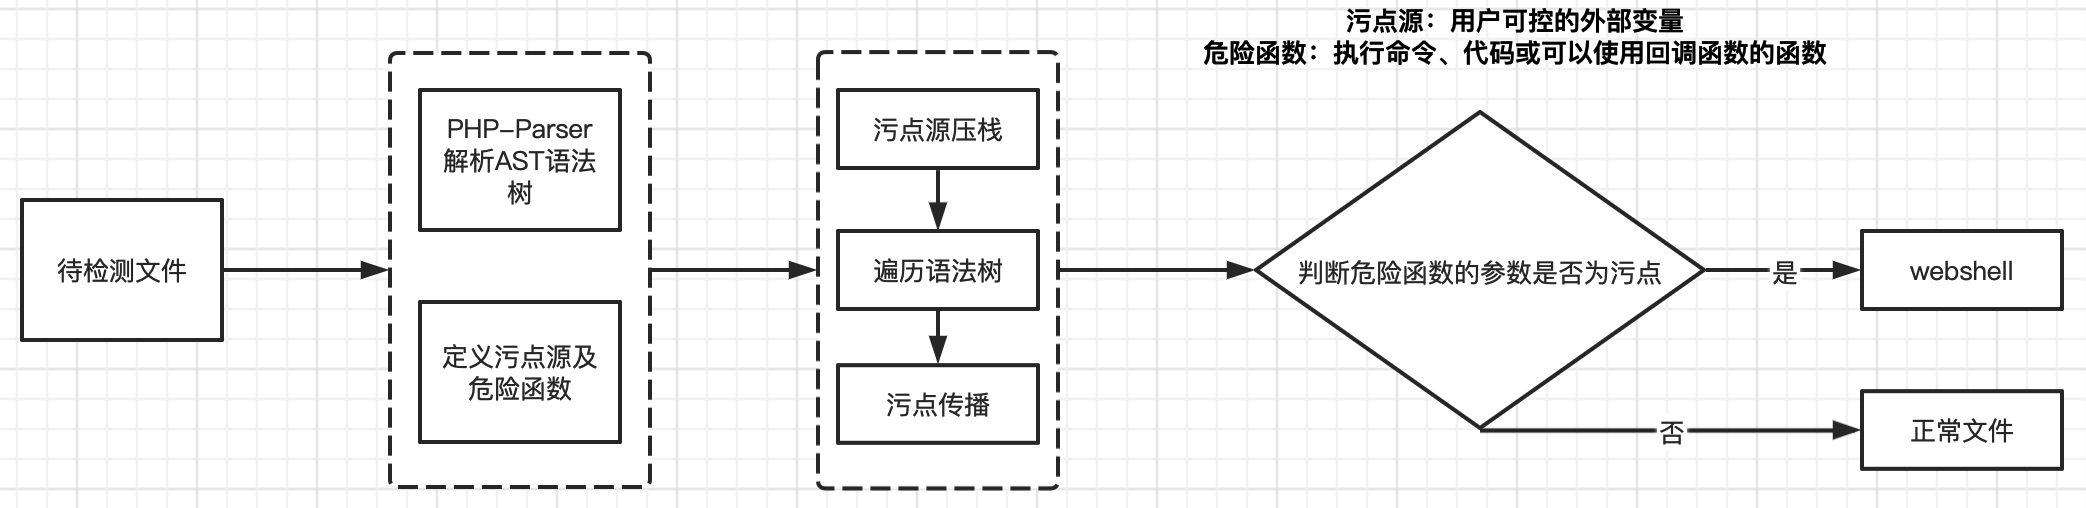 污点源：用户可控的外部变量
危险函数：执行命令、代码或可以使用回调函数的函数
待检测文件
PHP-Parser
解析AST语法
树
定义污点源及
危险函数
污点源压栈
遍历语法树
污点传播
判断危险函数的参数是否为污点
是
webshell
否
正常文件